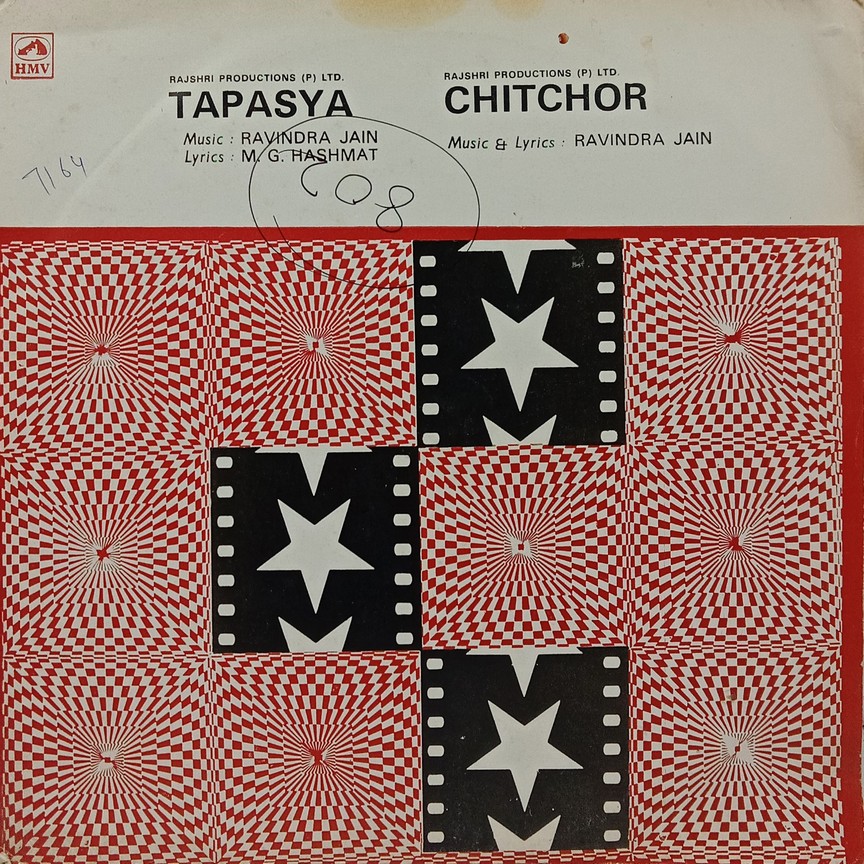 HMV
RAJSHRI PRODUCTIONS (P) LTD.
TAPASYA
Music : RAVINDRA JAIN
Lyrics : M. G. HASHMAT
RAJSHRI PRODUCTIONS (P) LTD.
CHITCHOR
Music & Lyrics : RAVINDRA JAIN
7164
608